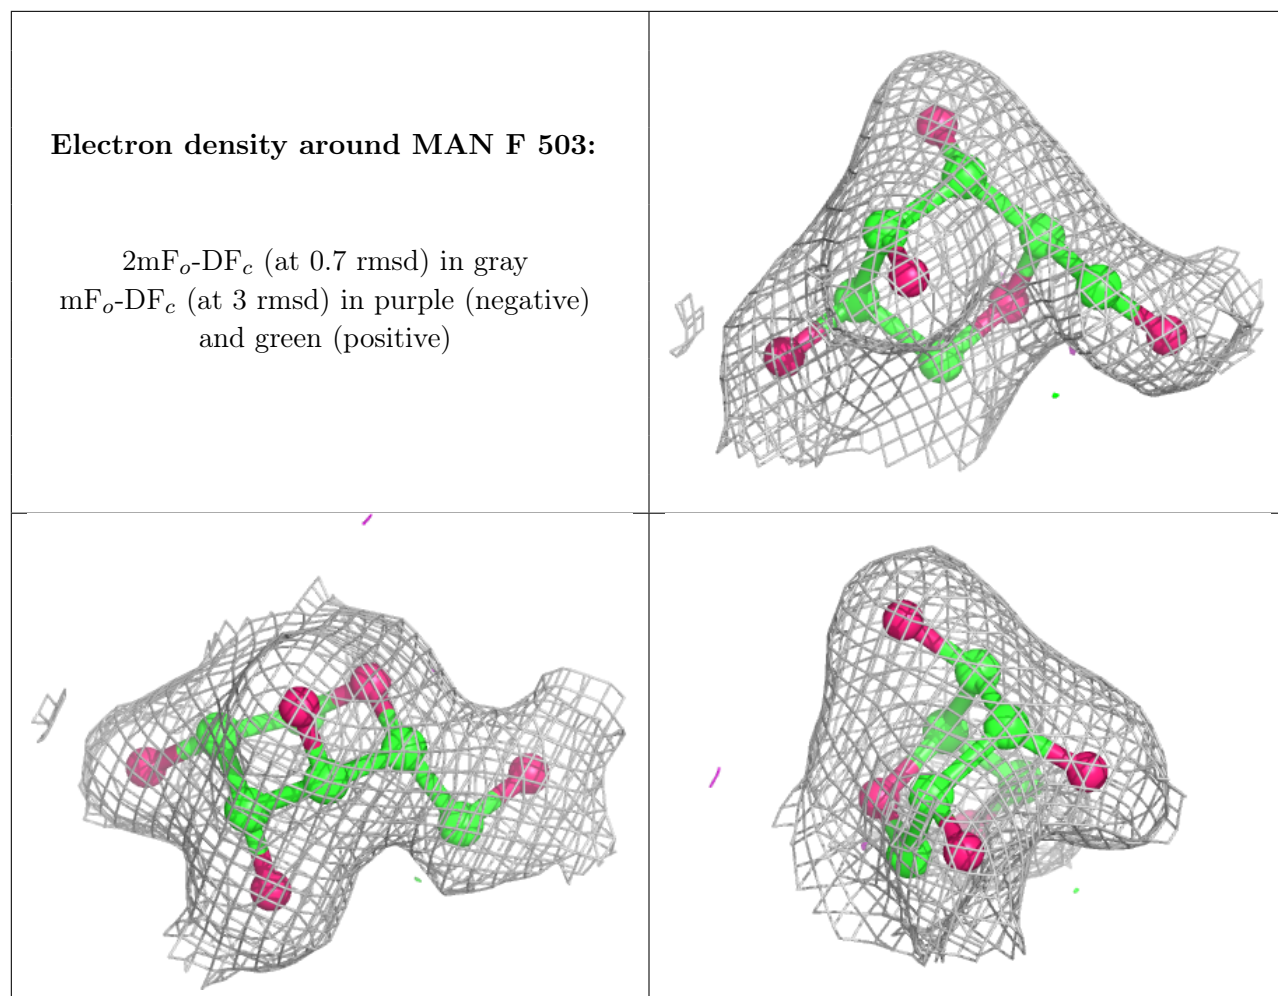 Electron density around MAN F 503:
2mFₒ-DF𝒸 (at 0.7 rmsd) in gray
mFₒ-DF𝒸 (at 3 rmsd) in purple (negative)
and green (positive)